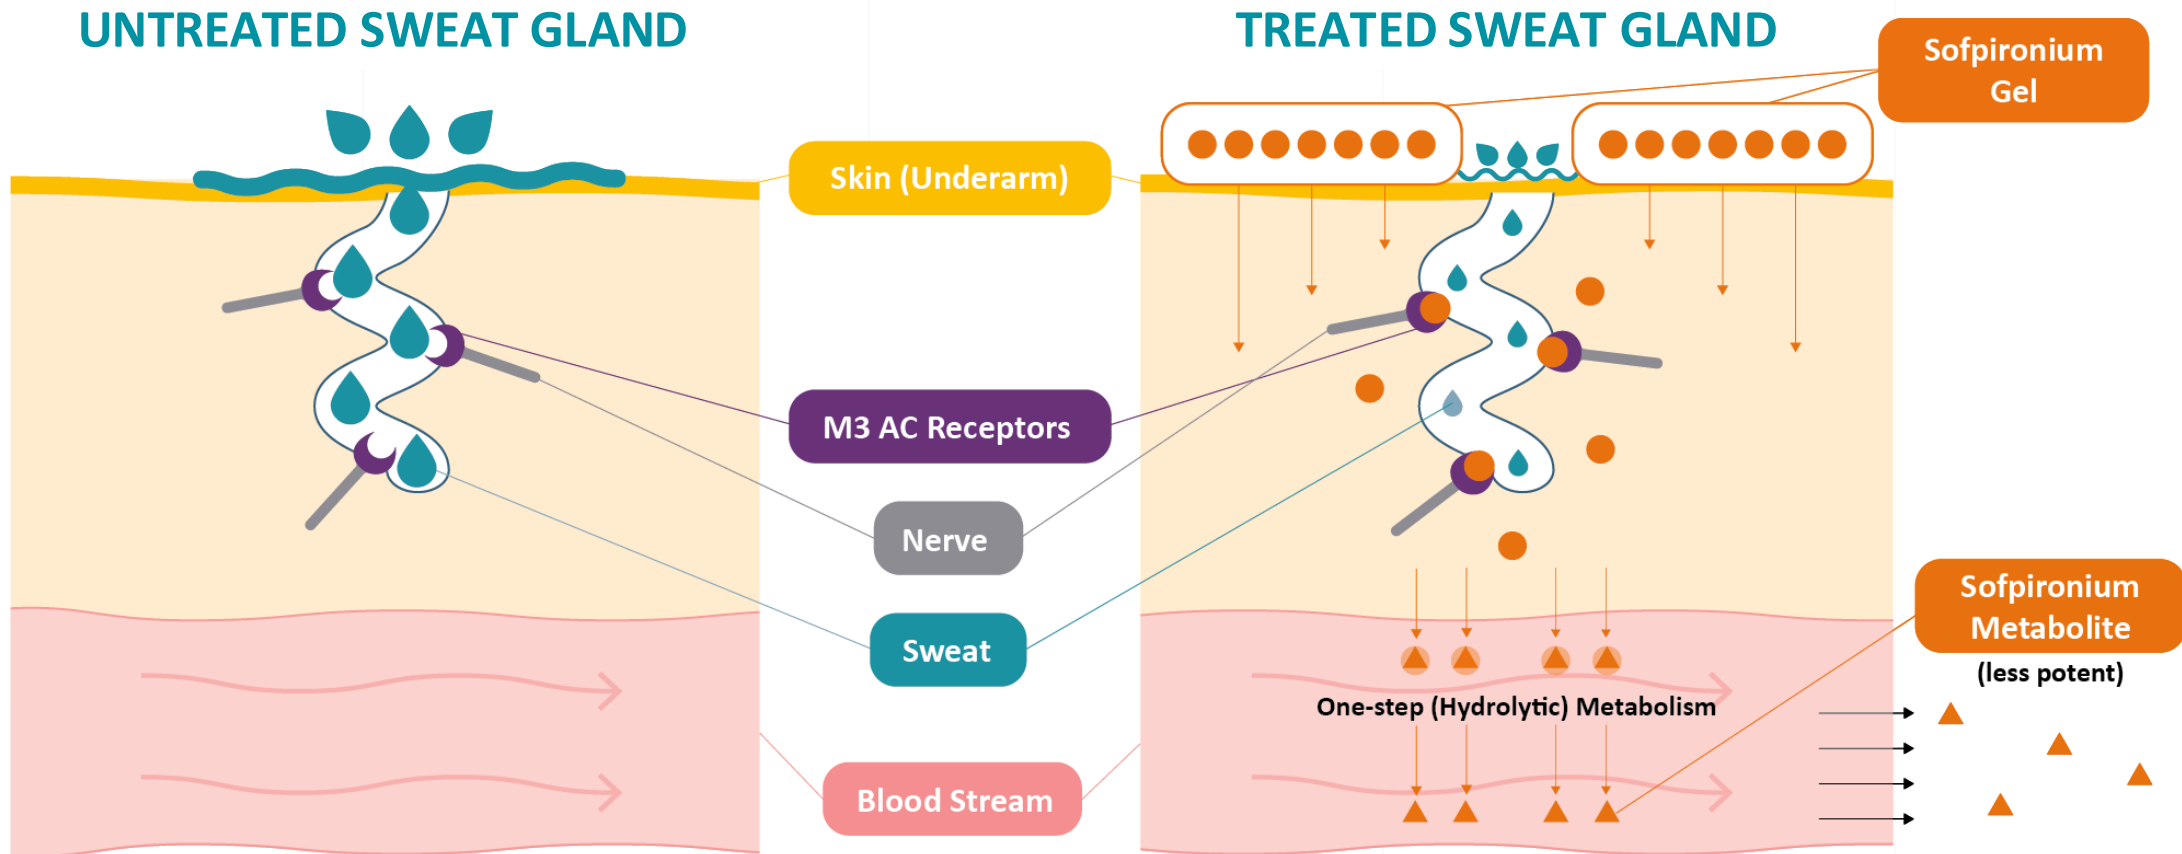 UNTREATED SWEAT GLAND
TREATED SWEAT GLAND
Sofpironium
Gel
Skin (Underarm)
M3 AC Receptors
Nerve
Sweat
Blood Stream
One-step (Hydrolytic) Metabolism
Sofpironium
Metabolite
(less potent)